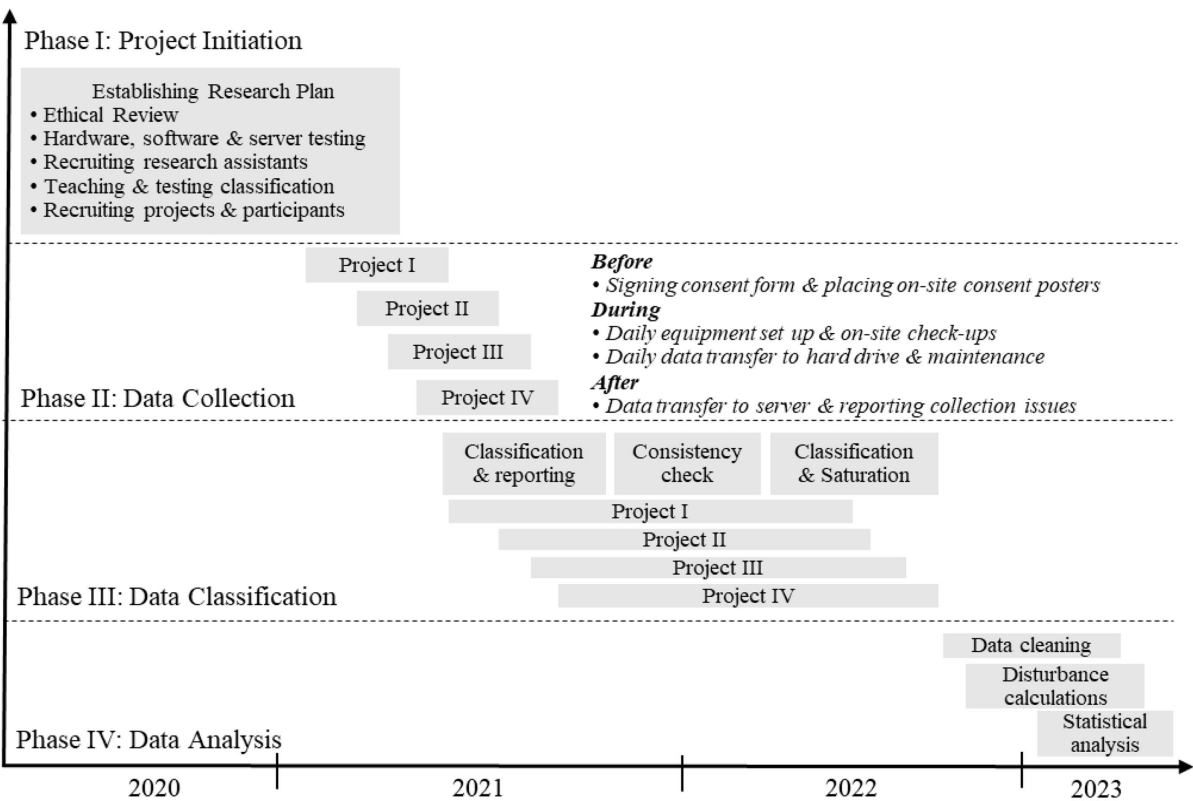 Phase I: Project Initiation
Establishing Research Plan
• Ethical Review
• Hardware, software & server testing
• Recruiting research assistants
• Teaching & testing classification
• Recruiting projects & participants
Project I
Project II
Project III
Project IV
Phase II: Data Collection
Before
• Signing consent form & placing on-site consent posters
During
• Daily equipment set up & on-site check-ups
• Daily data transfer to hard drive & maintenance
After
• Data transfer to server & reporting collection issues
Classification
& reporting
Consistency
check
Classification
& Saturation
Project I
Project II
Project III
Project IV
Phase III: Data Classification
Data cleaning
Disturbance
calculations
Statistical
analysis
Phase IV: Data Analysis
2020
2021
2022
2023